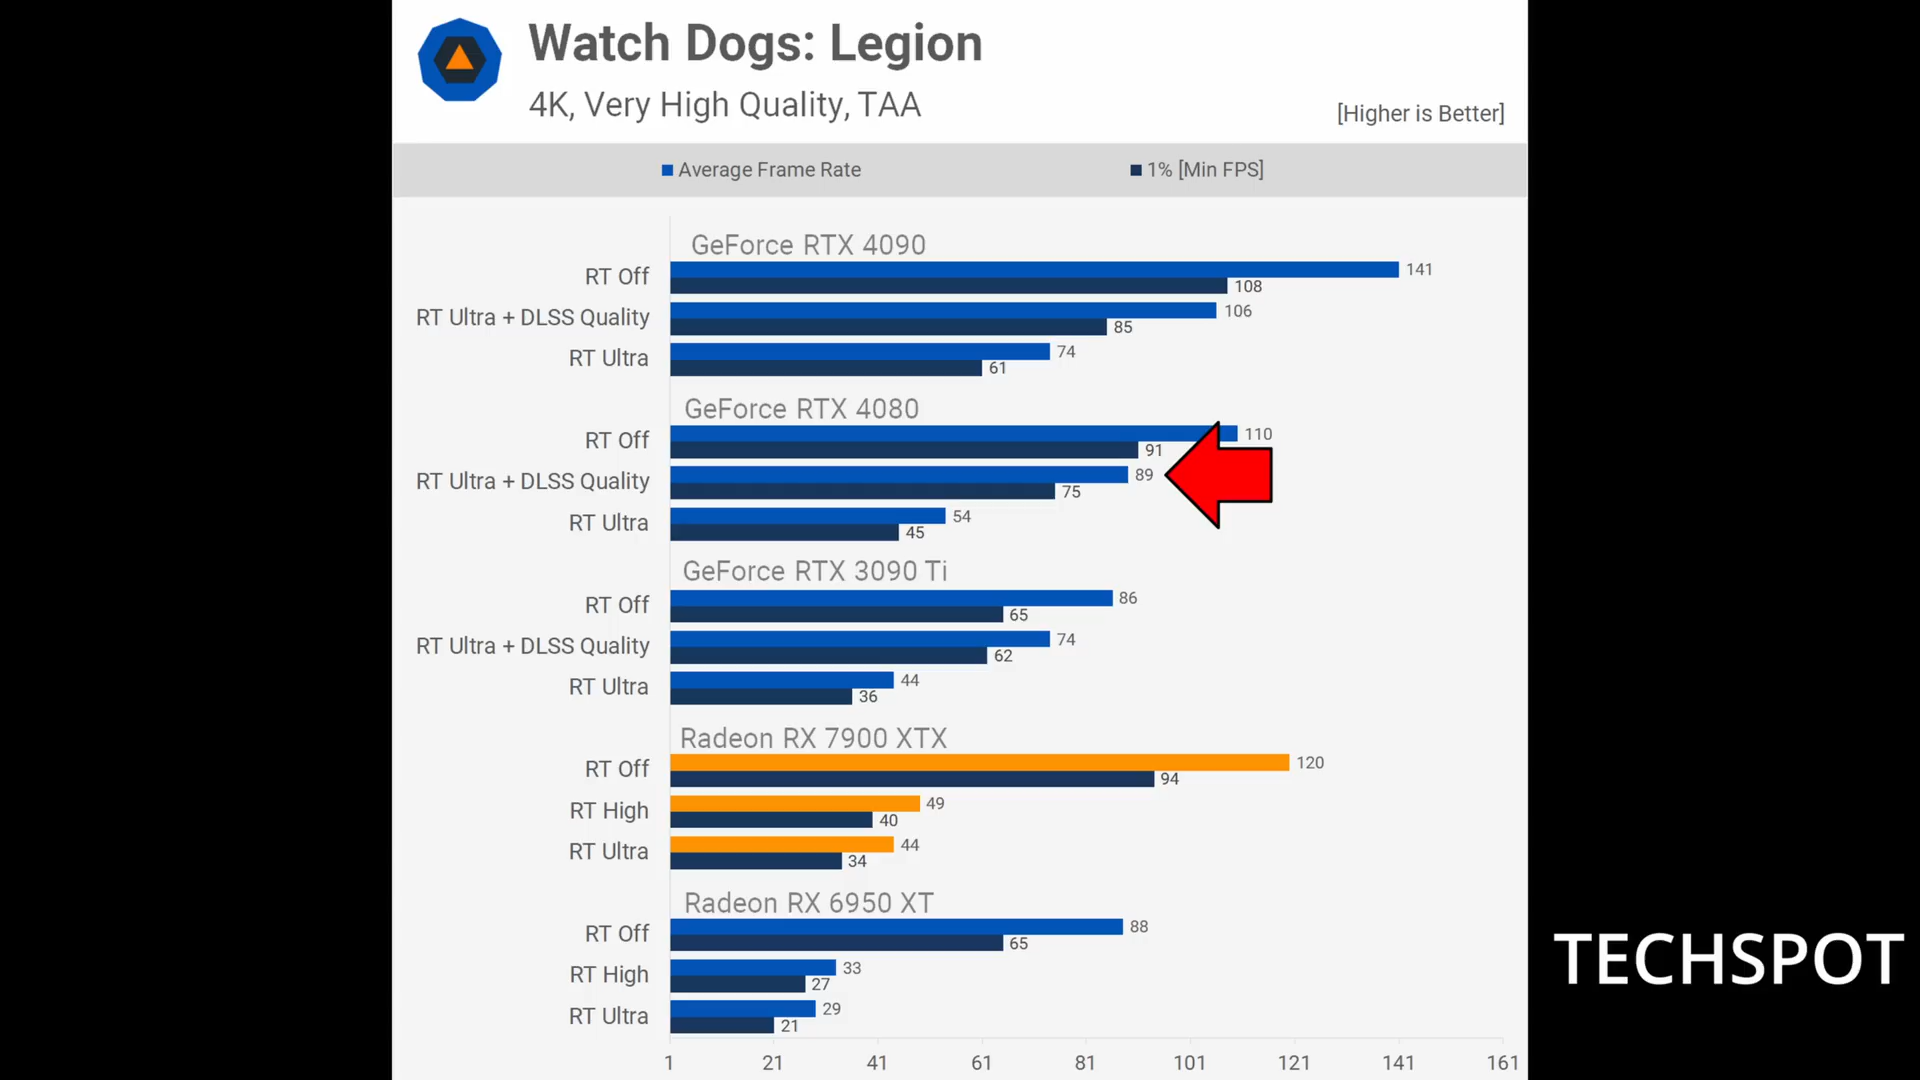 Watch Dogs: Legion
4K, Very High Quality, TAA
[Higher is Better]
Average Frame Rate
1% [Min FPS]
GeForce RTX 4090
RT Off 141
108
RT Ultra + DLSS Quality 106
85
RT Ultra 74
61
GeForce RTX 4080
RT Off 110
91
RT Ultra + DLSS Quality 89
75
RT Ultra 54
45
GeForce RTX 3090 Ti
RT Off 86
65
RT Ultra + DLSS Quality 74
62
RT Ultra 44
36
Radeon RX 7900 XTX
RT Off 120
94
RT High 49
40
RT Ultra 44
34
Radeon RX 6950 XT
RT Off 88
65
RT High 33
27
RT Ultra 29
21
1 21 41 61 81 101 121 141 161
TECHSPOT